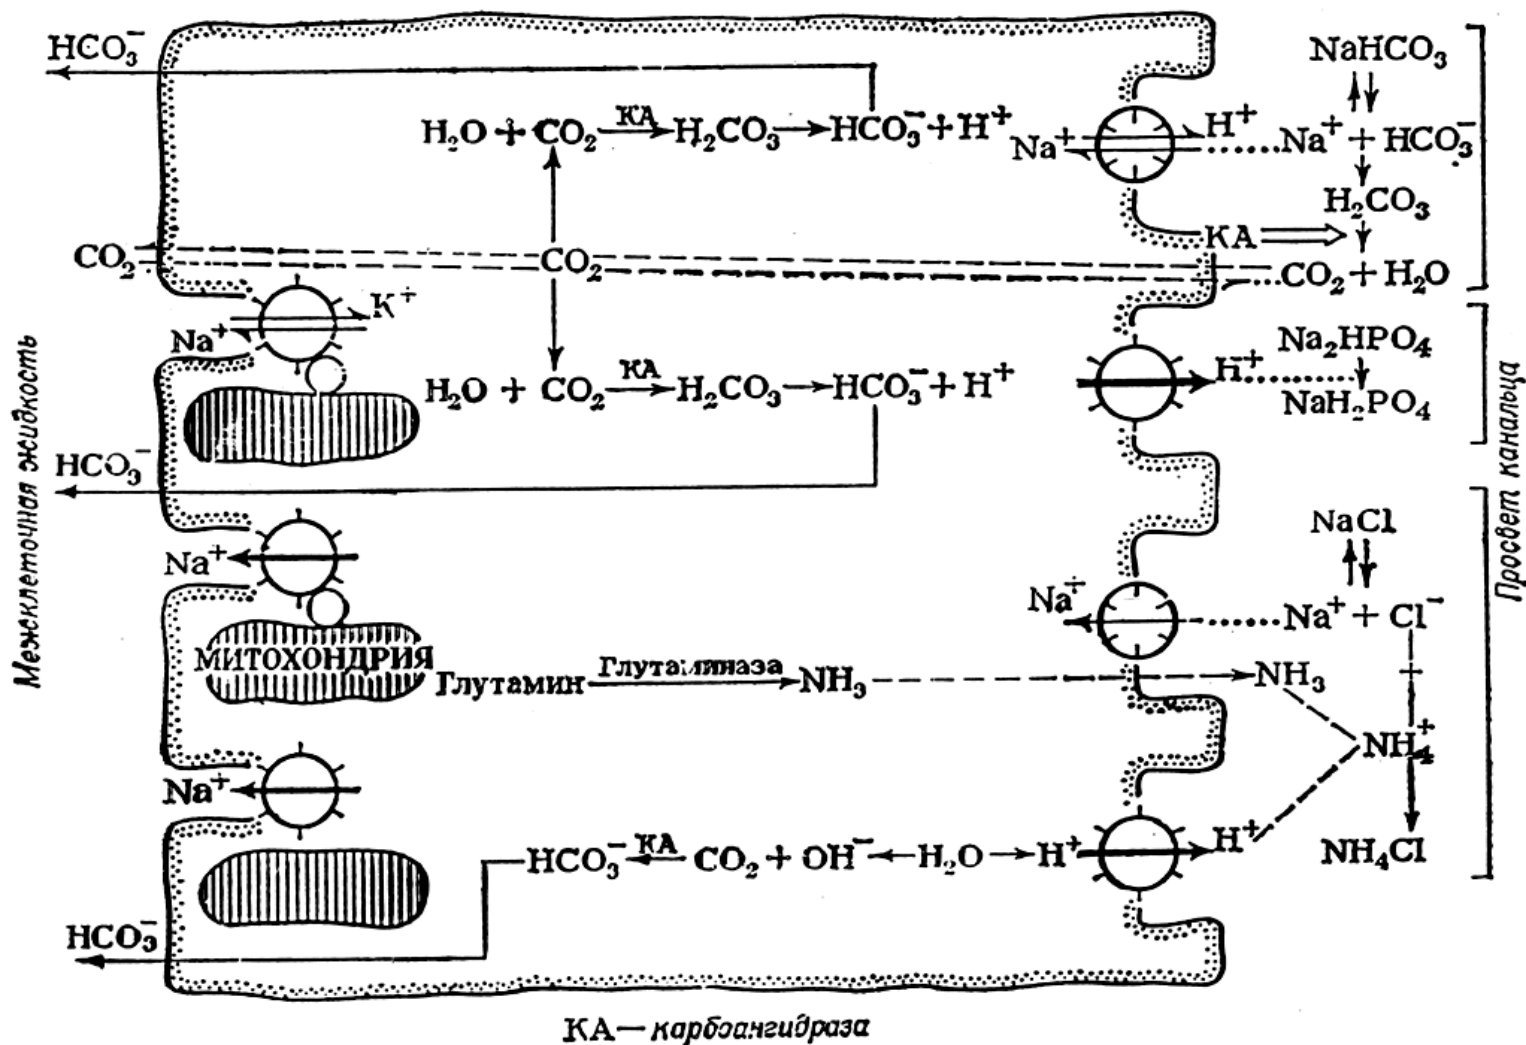 HCO₃⁻
NaHCO₃
H₂O + CO₂ КА H₂CO₃ HCO₃⁻ + H⁺
Na⁺
H⁺
Na⁺ + HCO₃⁻
H₂CO₃
КА
CO₂
CO₂
CO₂ + H₂O
K⁺
Na⁺
Na₂HPO₄
H⁺
NaH₂PO₄
H₂O + CO₂ КА H₂CO₃ HCO₃⁻ + H⁺
HCO₃⁻
Межклеточная жидкость
Просвет канальца
NaCl
Na⁺
Na⁺
Na⁺ + Cl⁻
МИТОХОНДРИЯ
Глутамин Глутаминаза NH₃
NH₃
+
NH₄⁺
Na⁺
HCO₃⁻ КА CO₂ + OH⁻ H₂O H⁺
H⁺
NH₄Cl
HCO₃⁻
КА — карбоангидраза